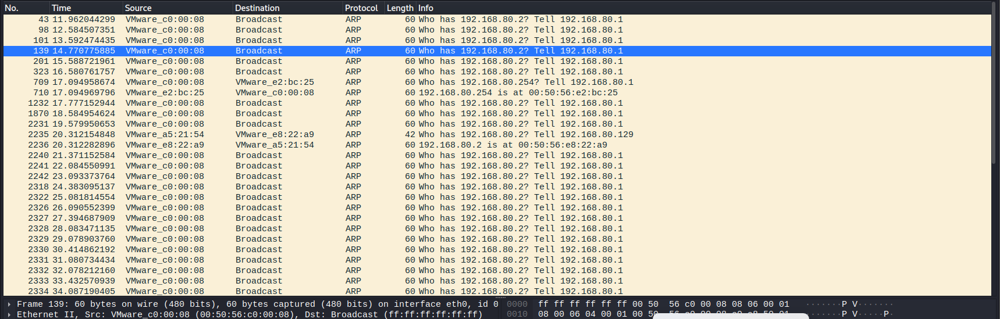 No. Time Source Destination Protocol Length Info
43 11.962044299 VMware_c0:00:08 Broadcast ARP 60 Who has 192.168.80.2? Tell 192.168.80.1
98 12.584507351 VMware_c0:00:08 Broadcast ARP 60 Who has 192.168.80.2? Tell 192.168.80.1
101 13.592474435 VMware_c0:00:08 Broadcast ARP 60 Who has 192.168.80.2? Tell 192.168.80.1
139 14.770775885 VMware_c0:00:08 Broadcast ARP 60 Who has 192.168.80.2? Tell 192.168.80.1
201 15.588721961 VMware_c0:00:08 Broadcast ARP 60 Who has 192.168.80.2? Tell 192.168.80.1
323 16.580761757 VMware_c0:00:08 Broadcast ARP 60 Who has 192.168.80.2? Tell 192.168.80.1
709 17.094958674 VMware_c0:00:08 VMware_e2:bc:25 ARP 60 Who has 192.168.80.254? Tell 192.168.80.1
710 17.094969796 VMware_e2:bc:25 VMware_c0:00:08 ARP 60 192.168.80.254 is at 00:50:56:e2:bc:25
1232 17.777152944 VMware_c0:00:08 Broadcast ARP 60 Who has 192.168.80.2? Tell 192.168.80.1
1870 18.584954624 VMware_c0:00:08 Broadcast ARP 60 Who has 192.168.80.2? Tell 192.168.80.1
2231 19.579950653 VMware_c0:00:08 Broadcast ARP 60 Who has 192.168.80.2? Tell 192.168.80.1
2235 20.312154848 VMware_a5:21:54 VMware_e8:22:a9 ARP 42 Who has 192.168.80.2? Tell 192.168.80.129
2236 20.312282896 VMware_e8:22:a9 VMware_a5:21:54 ARP 60 192.168.80.2 is at 00:50:56:e8:22:a9
2240 21.371152584 VMware_c0:00:08 Broadcast ARP 60 Who has 192.168.80.2? Tell 192.168.80.1
2241 22.084550991 VMware_c0:00:08 Broadcast ARP 60 Who has 192.168.80.2? Tell 192.168.80.1
2242 23.093373764 VMware_c0:00:08 Broadcast ARP 60 Who has 192.168.80.2? Tell 192.168.80.1
2318 24.383095137 VMware_c0:00:08 Broadcast ARP 60 Who has 192.168.80.2? Tell 192.168.80.1
2322 25.081814554 VMware_c0:00:08 Broadcast ARP 60 Who has 192.168.80.2? Tell 192.168.80.1
2326 26.090552399 VMware_c0:00:08 Broadcast ARP 60 Who has 192.168.80.2? Tell 192.168.80.1
2327 27.394687909 VMware_c0:00:08 Broadcast ARP 60 Who has 192.168.80.2? Tell 192.168.80.1
2328 28.083471135 VMware_c0:00:08 Broadcast ARP 60 Who has 192.168.80.2? Tell 192.168.80.1
2329 29.078903760 VMware_c0:00:08 Broadcast ARP 60 Who has 192.168.80.2? Tell 192.168.80.1
2330 30.414862192 VMware_c0:00:08 Broadcast ARP 60 Who has 192.168.80.2? Tell 192.168.80.1
2331 31.080734434 VMware_c0:00:08 Broadcast ARP 60 Who has 192.168.80.2? Tell 192.168.80.1
2332 32.078212160 VMware_c0:00:08 Broadcast ARP 60 Who has 192.168.80.2? Tell 192.168.80.1
2333 33.432570939 VMware_c0:00:08 Broadcast ARP 60 Who has 192.168.80.2? Tell 192.168.80.1
2334 34.087190405 VMware_c0:00:08 Broadcast ARP 60 Who has 192.168.80.2? Tell 192.168.80.1
Frame 139: 60 bytes on wire (480 bits), 60 bytes captured (480 bits) on interface eth0, id 0
Ethernet II, Src: VMware_c0:00:08 (00:50:56:c0:00:08), Dst: Broadcast (ff:ff:ff:ff:ff:ff)
0000 ff ff ff ff ff ff 00 50 56 c0 00 08 08 06 00 01 ·······P V·······
0010 08 00 06 04 00 01 00 50